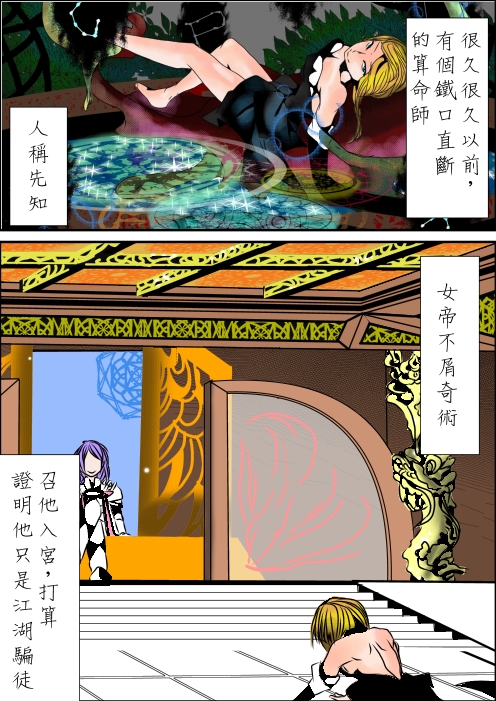 很久很久以前，
有個鐵口直斷
的算命師
人稱先知
女帝不屑奇術
召他入宮，打算
證明他只是江湖騙徒